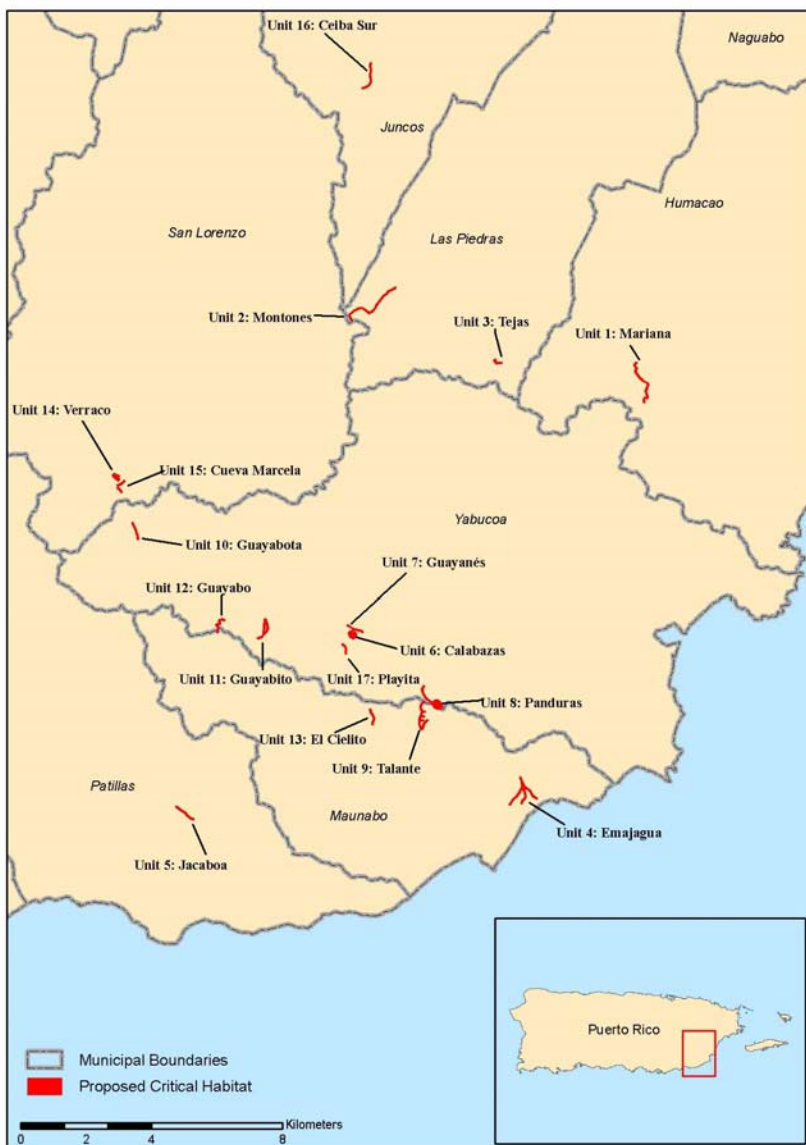 Unit 16: Ceiba Sur
Naguabo
Juncos
Humacao
San Lorenzo
Las Piedras
Unit 2: Montones
Unit 3: Tejas
Unit 1: Mariana
Unit 14: Verraco
Unit 15: Cueva Marcela
Yabucoa
Unit 10: Guayabota
Unit 7: Guayanés
Unit 12: Guayabo
Unit 6: Calabazas
Unit 11: Guayabito
Unit 17: Playita
Unit 8: Panduras
Unit 13: El Cielito
Unit 9: Talante
Patillas
Maunabo
Unit 4: Emajagua
Unit 5: Jacaboa
Puerto Rico
Municipal Boundaries
Proposed Critical Habitat
Kilometers
0 2 4 8